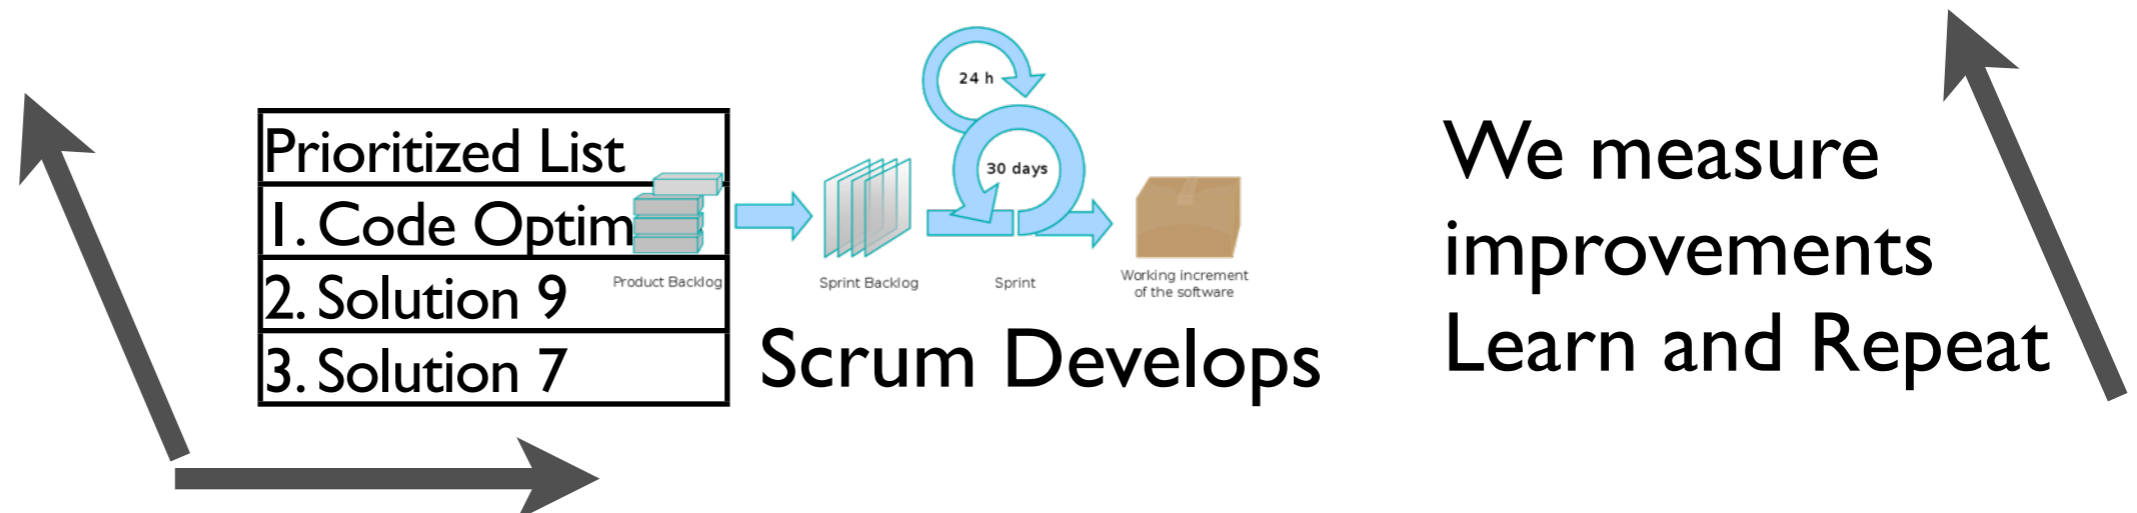 Prioritized List
1. Code Optim
2. Solution 9
3. Solution 7
Product Backlog
Sprint Backlog
24 h
30 days
Sprint
Working increment
of the software
Scrum Develops
We measure
improvements
Learn and Repeat